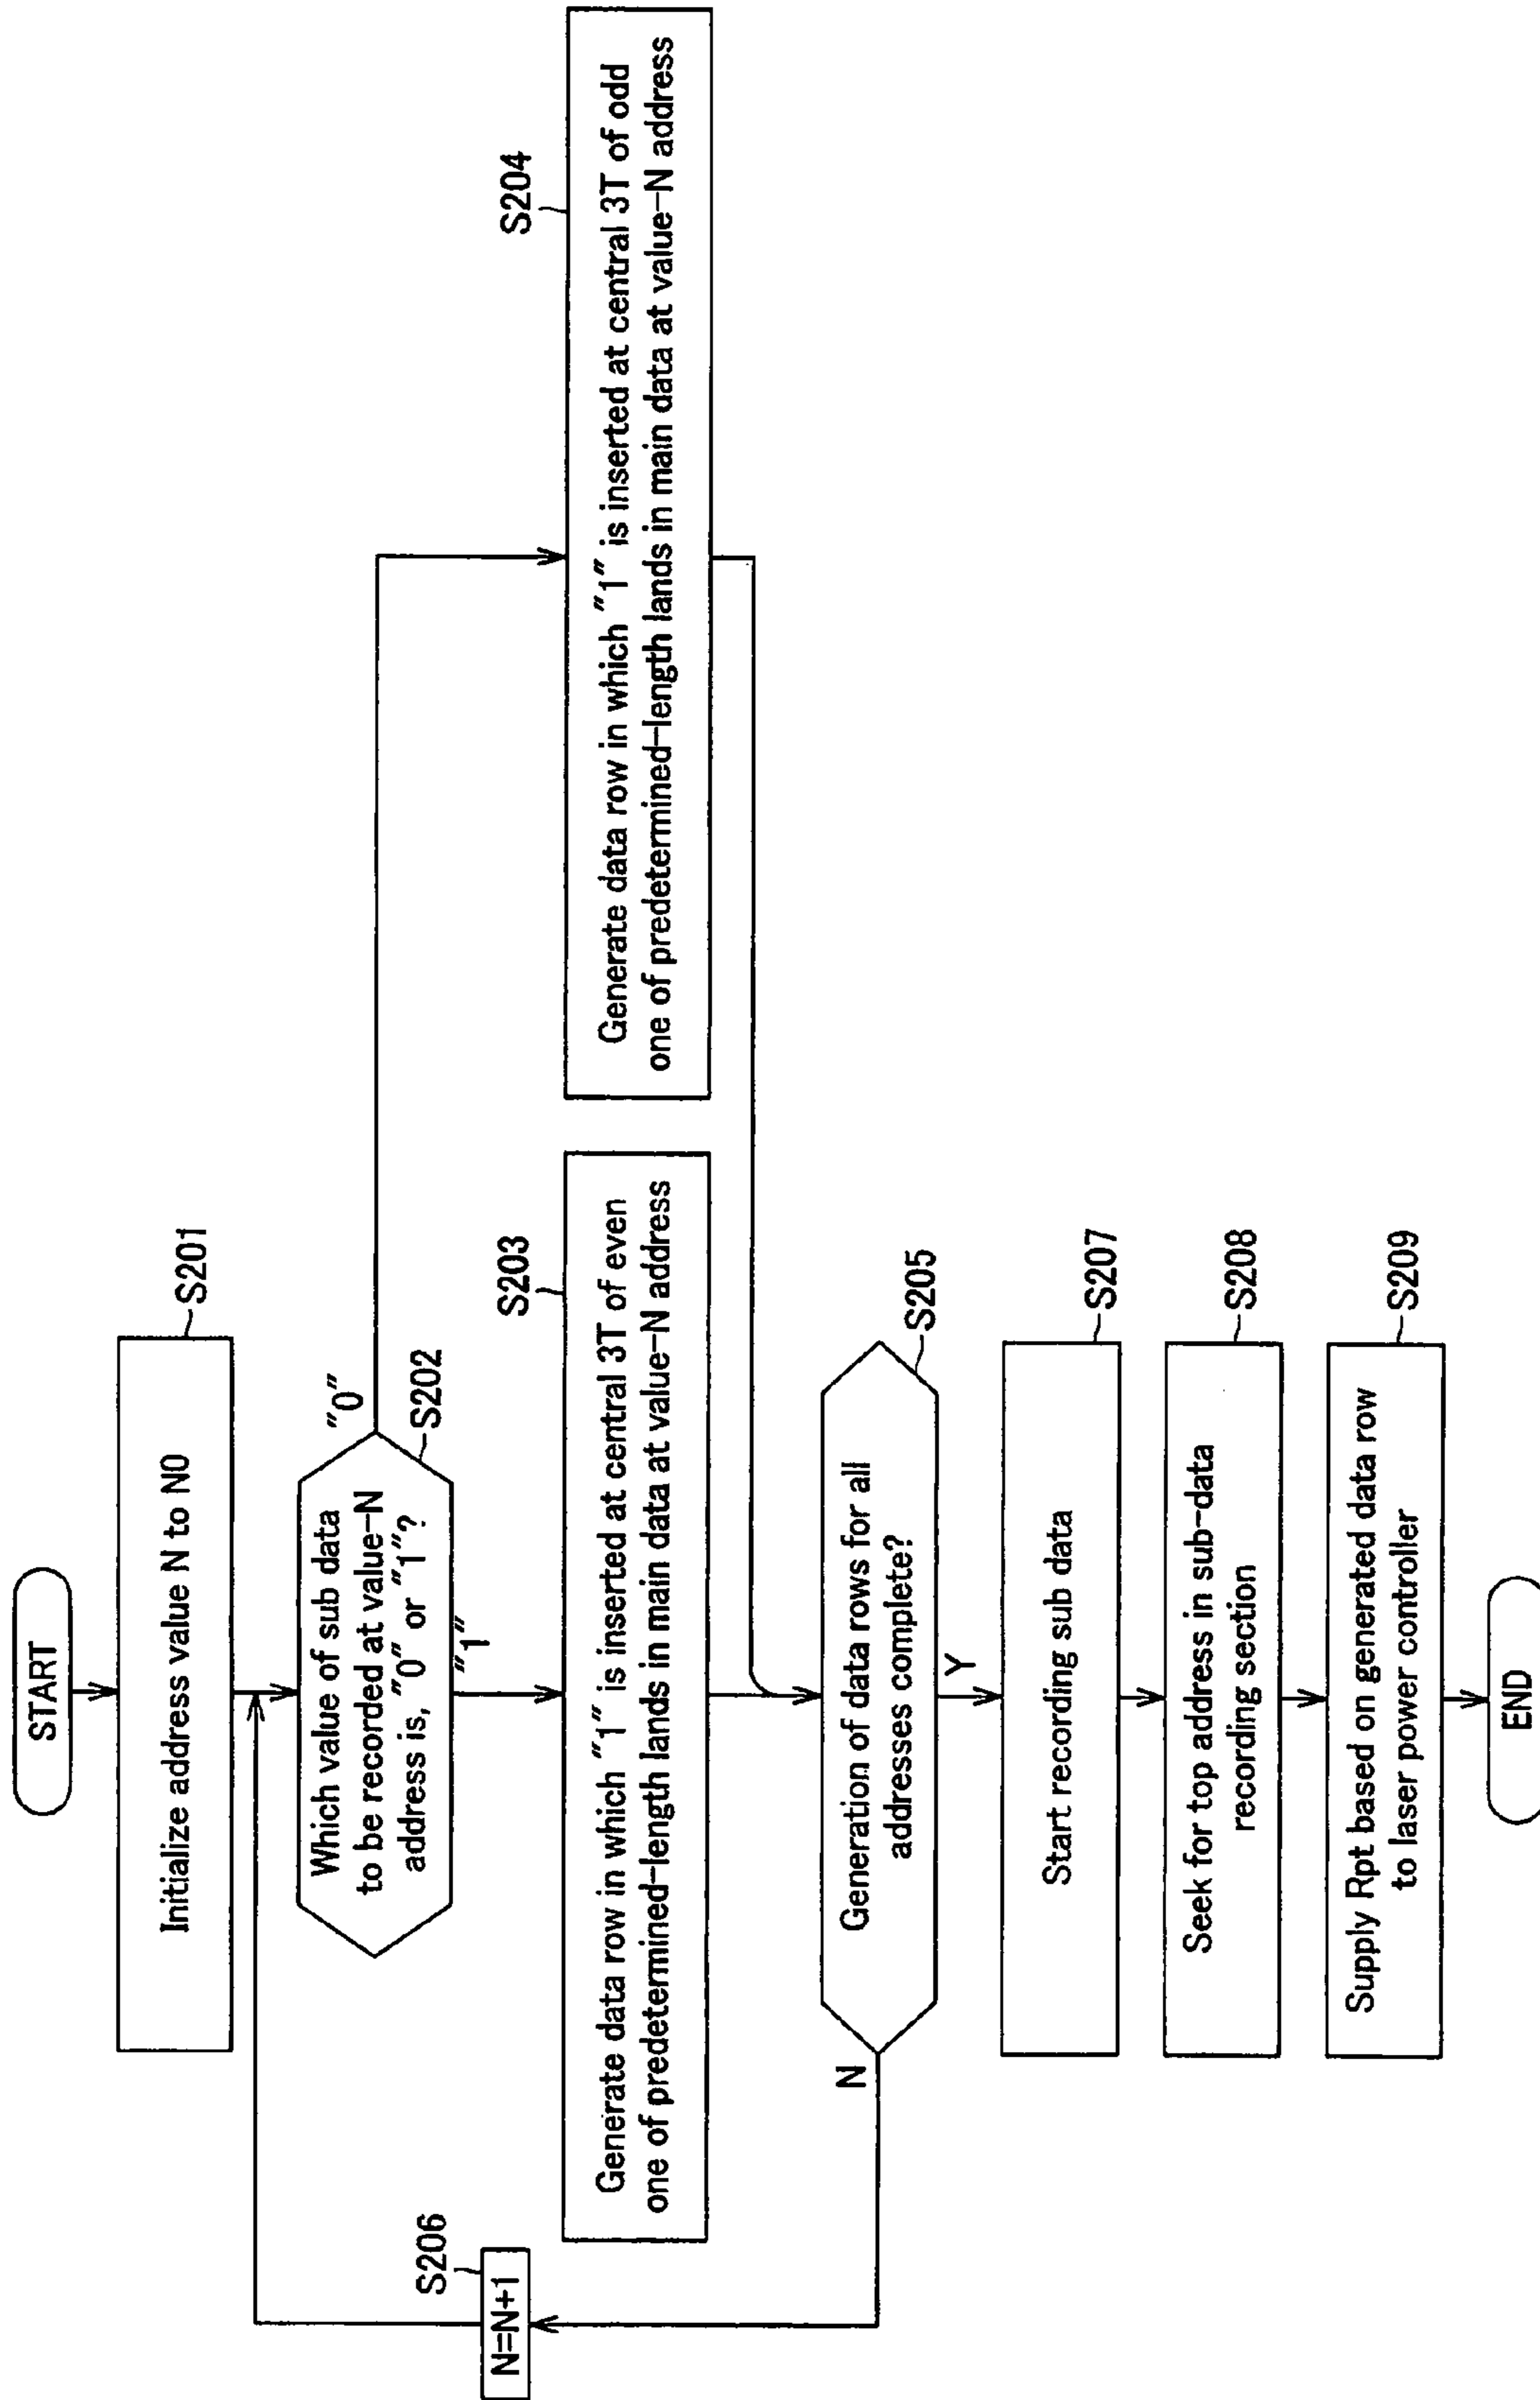 START
S201
Initialize address value N to N0
"0"
S202
Which value of sub data
to be recorded at value-N
address is, "0" or "1"?
"1"
S203
Generate data row in which "1" is inserted at central 3T of even
one of predetermined-length lands in main data at value-N address
S204
Generate data row in which "1" is inserted at central 3T of odd
one of predetermined-length lands in main data at value-N address
S205
Generation of data rows for all
addresses complete?
N
Y
S206
N=N+1
S207
Start recording sub data
S208
Seek for top address in sub-data
recording section
S209
Supply Rpt based on generated data row
to laser power controller
END